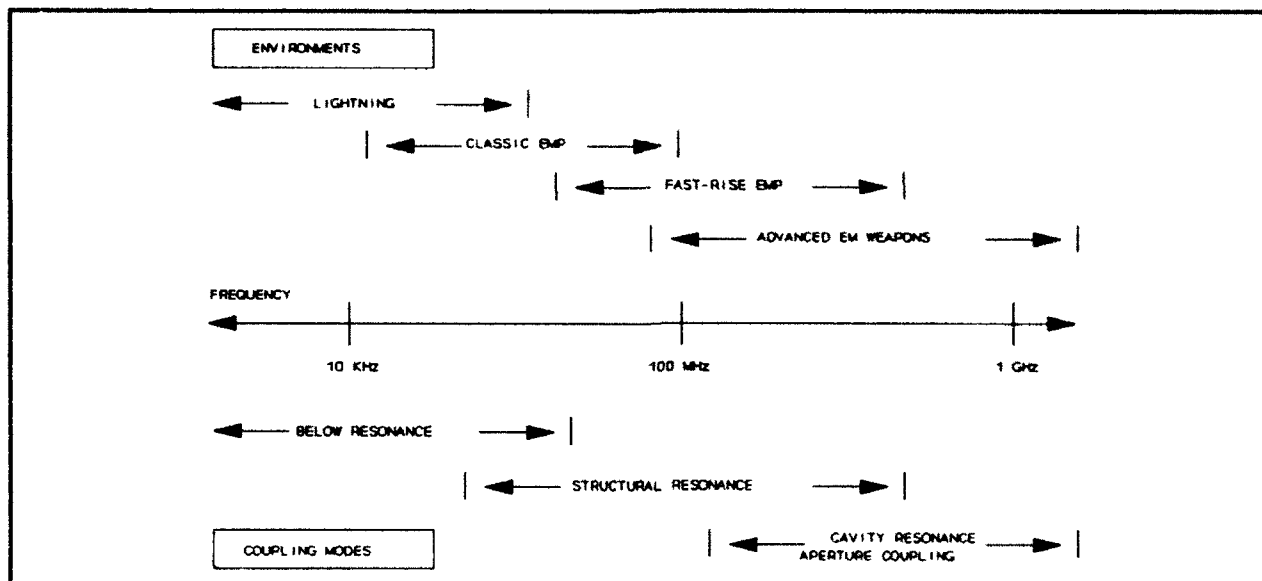 ENVIRONMENTS
LIGHTNING
CLASSIC EMP
FAST-RISE EMP
ADVANCED EM WEAPONS
FREQUENCY
10 KHz
100 MHz
1 GHz
BELOW RESONANCE
STRUCTURAL RESONANCE
COUPLING MODES
CAVITY RESONANCE
APERTURE COUPLING